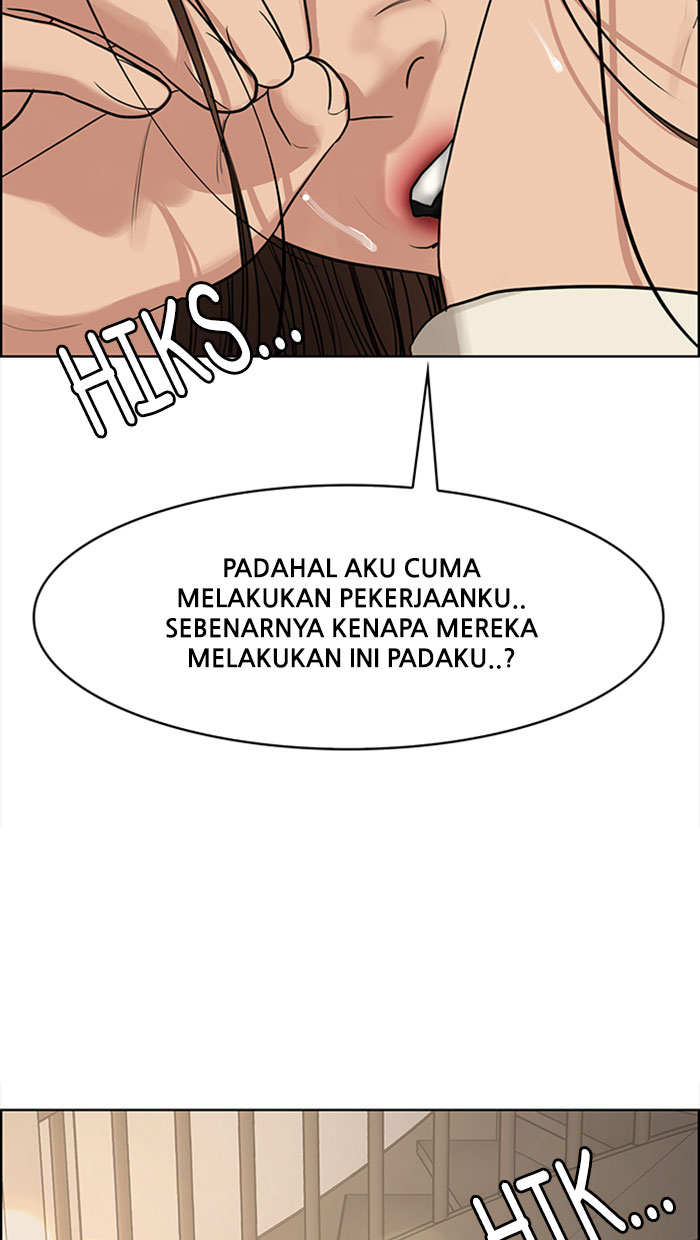 HIKS...
PADAHAL AKU CUMA
MELAKUKAN PEKERJAANKU..
SEBENARNYA KENAPA MEREKA
MELAKUKAN INI PADAKU..?
HIK...